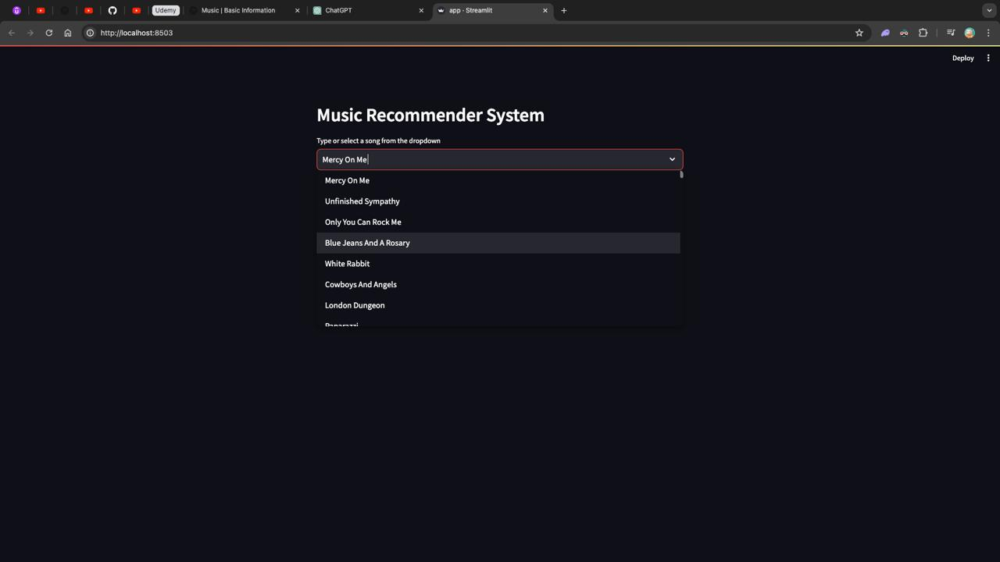 Udemy
Music | Basic Information
ChatGPT
app · Streamlit
http://localhost:8503
Deploy
Music Recommender System
Type or select a song from the dropdown
Mercy On Me
Mercy On Me
Unfinished Sympathy
Only You Can Rock Me
Blue Jeans And A Rosary
White Rabbit
Cowboys And Angels
London Dungeon
Paparazzi